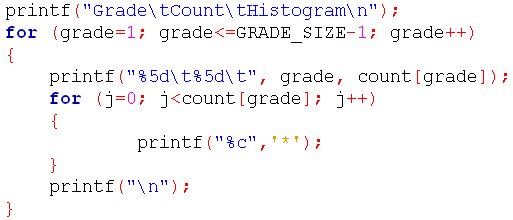 printf("Grade\tCount\tHistogram\n");
for (grade=1; grade<=GRADE_SIZE-1; grade++)
{
    printf("%5d\t%5d\t", grade, count[grade]);
    for (j=0; j<count[grade]; j++)
    {
            printf("%c",'*');
    }
    printf("\n");
}